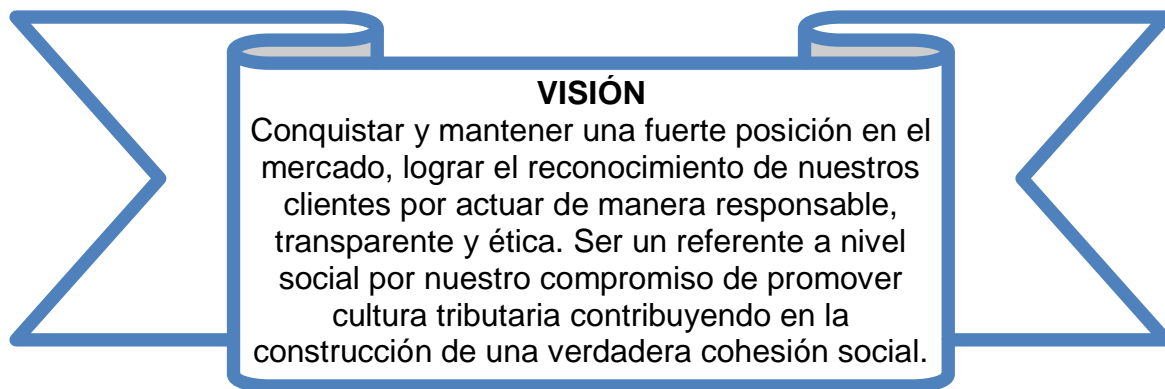 VISIÓN
Conquistar y mantener una fuerte posición en el
mercado, lograr el reconocimiento de nuestros
clientes por actuar de manera responsable,
transparente y ética. Ser un referente a nivel
social por nuestro compromiso de promover
cultura tributaria contribuyendo en la
construcción de una verdadera cohesión social.